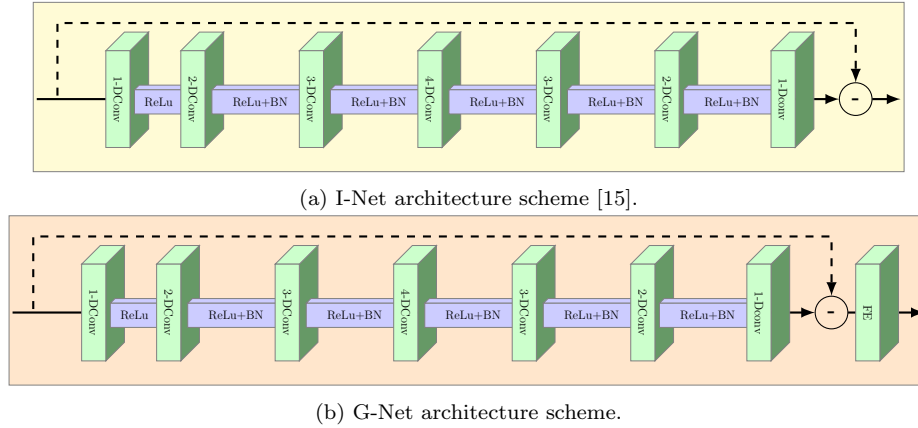 1-DConv ReLu 2-DConv ReLu+BN 3-DConv ReLu+BN 4-DConv ReLu+BN 3-DConv ReLu+BN 2-DConv ReLu+BN 1-Dconv -
(a) I-Net architecture scheme [15].
1-DConv ReLu 2-DConv ReLu+BN 3-DConv ReLu+BN 4-DConv ReLu+BN 3-DConv ReLu+BN 2-DConv ReLu+BN 1-Dconv - FE
(b) G-Net architecture scheme.